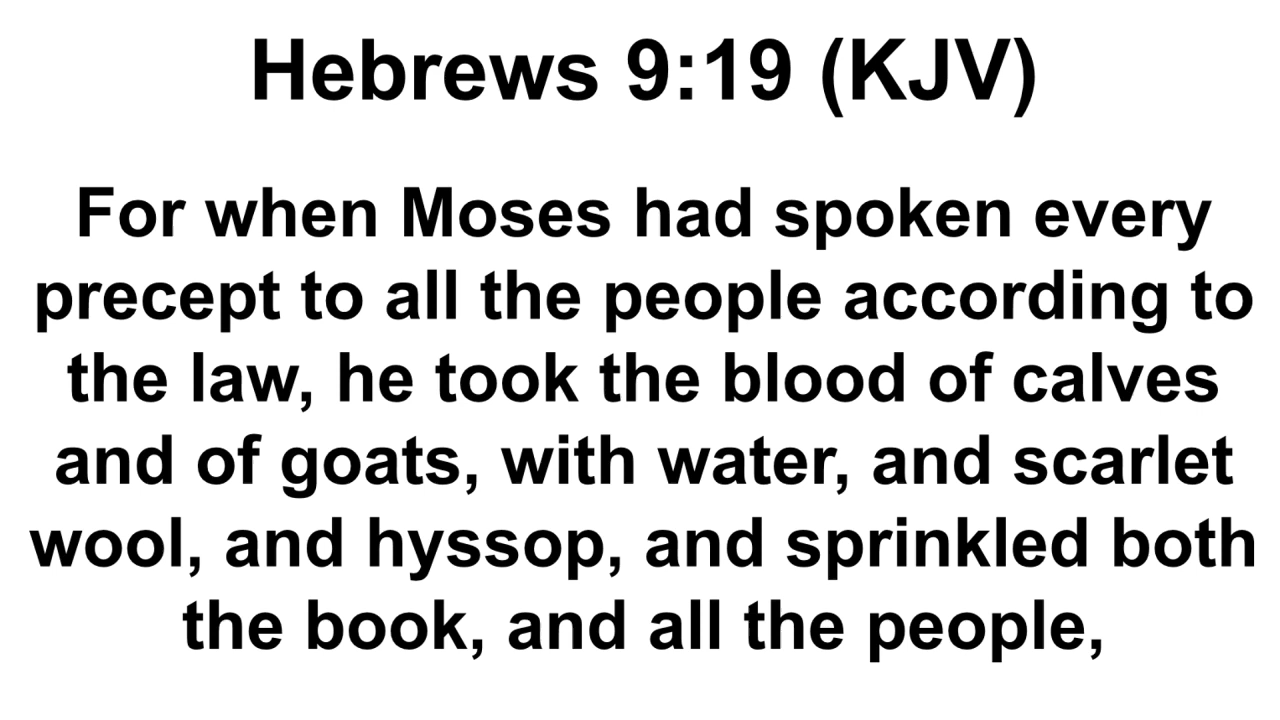 Hebrews 9:19 (KJV)
For when Moses had spoken every
precept to all the people according to
the law, he took the blood of calves
and of goats, with water, and scarlet
wool, and hyssop, and sprinkled both
the book, and all the people,